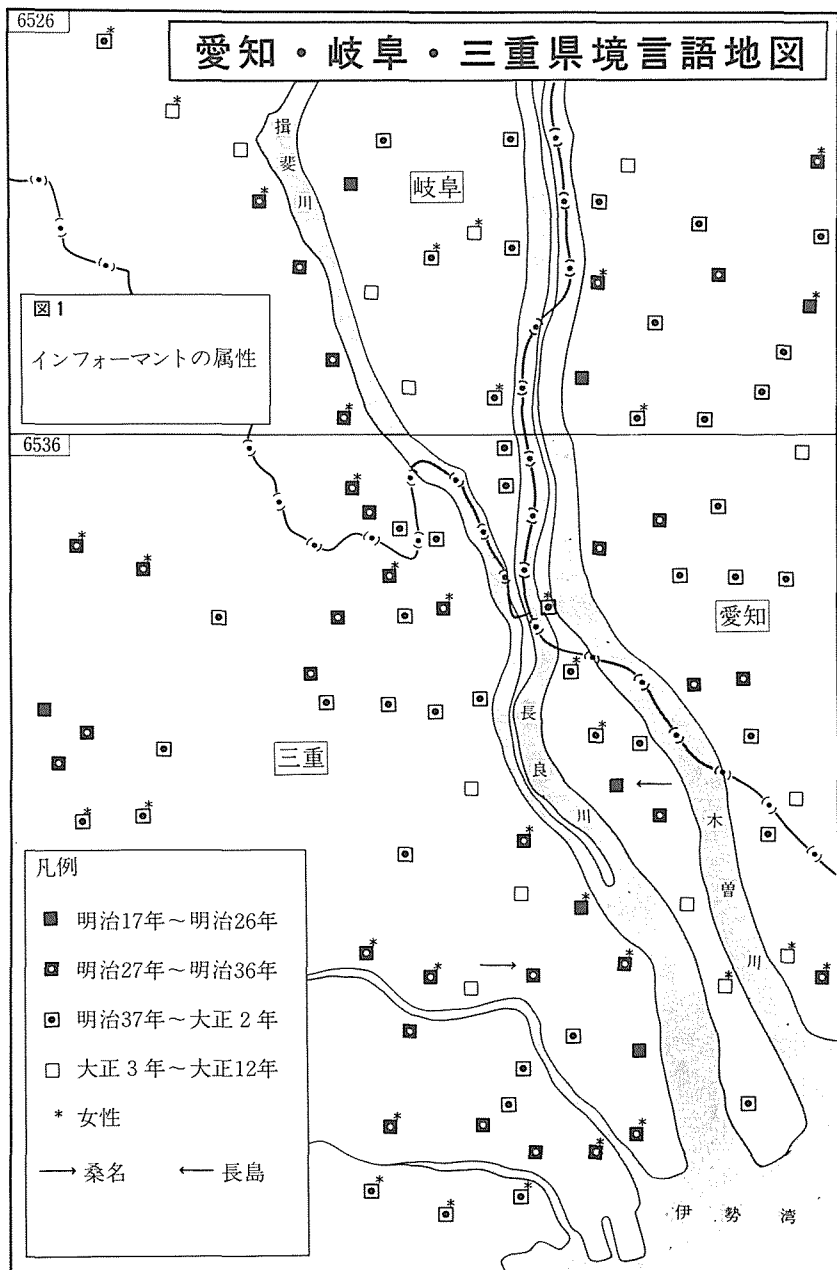 6526
愛知・岐阜・三重県境言語地図
揖斐川
岐阜
図1
インフォーマントの属性
6536
愛知
長良川
三重
木曽川
凡例
明治17年～明治26年
明治27年～明治36年
明治37年～大正2年
大正3年～大正12年
* 女性
→ 桑名 ← 長島
伊勢湾